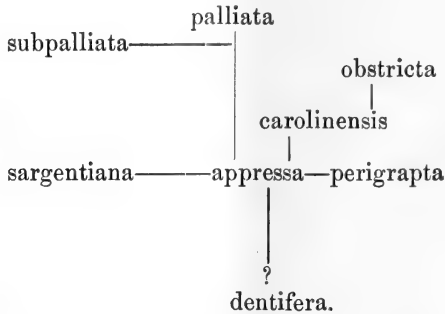 palliata
subpalliata
obstricta
carolinensis
sargentiana appressa perigrapta
?
dentifera.